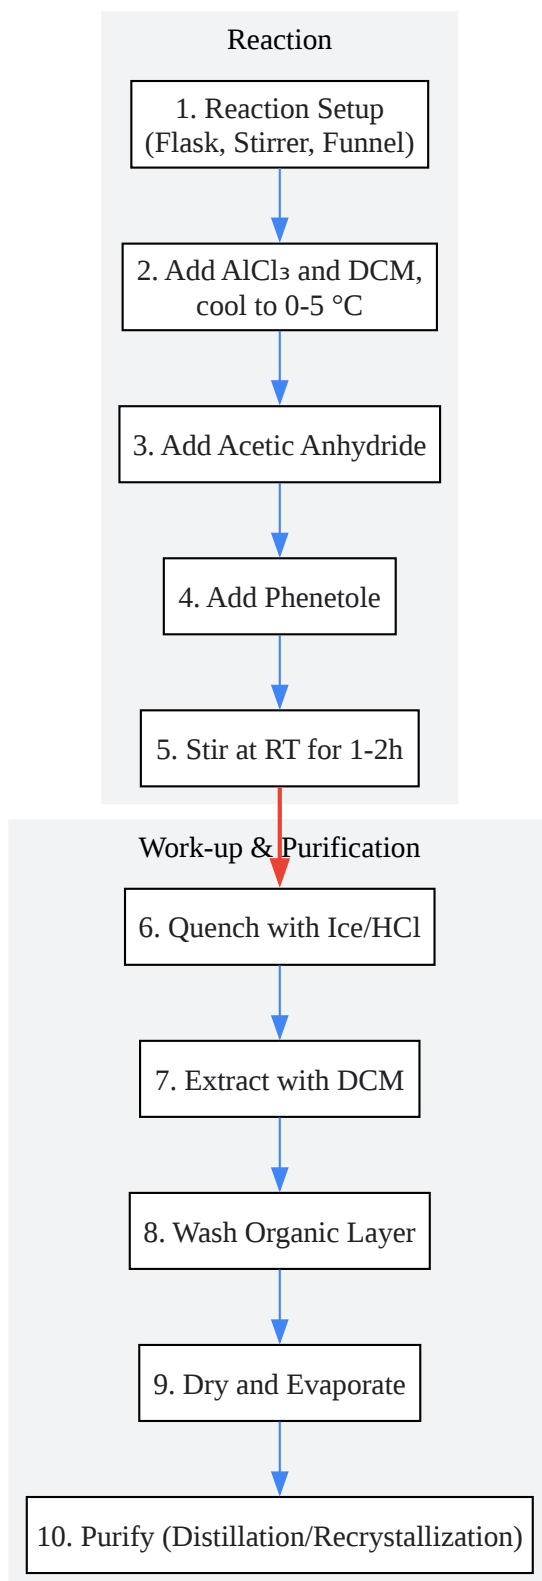 Reaction
1. Reaction Setup
(Flask, Stirrer, Funnel)
2. Add AlCl₃ and DCM,
cool to 0-5 °C
3. Add Acetic Anhydride
4. Add Phenetole
5. Stir at RT for 1-2h
Work-up & Purification
6. Quench with Ice/HCl
7. Extract with DCM
8. Wash Organic Layer
9. Dry and Evaporate
10. Purify (Distillation/Recrystallization)